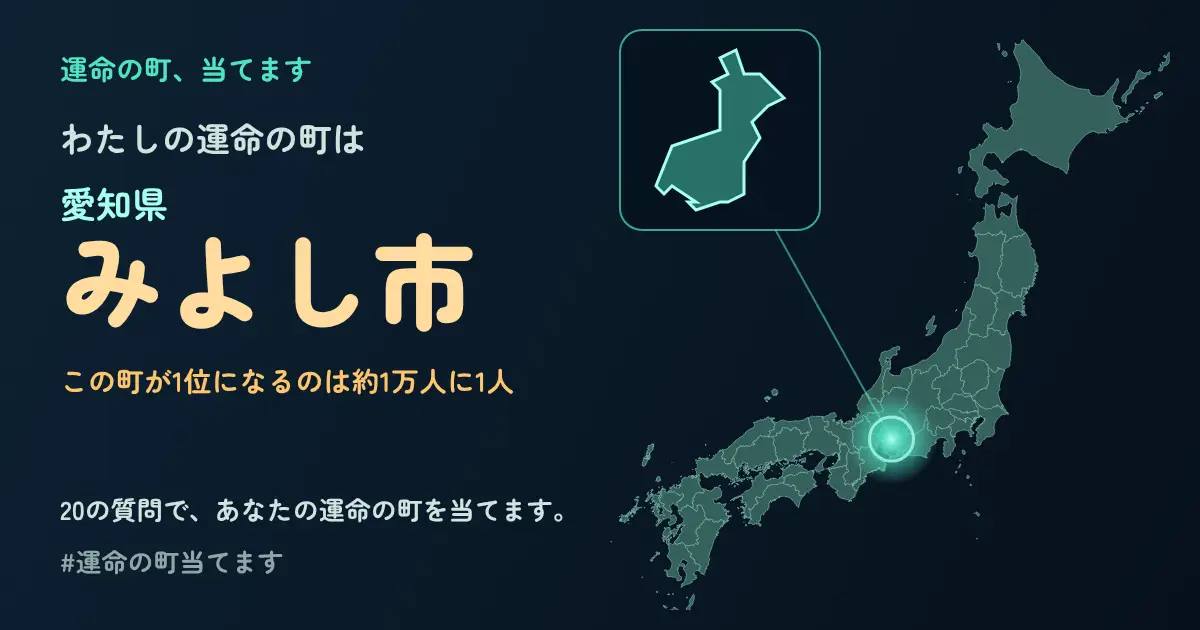 運命の町、当てます
わたしの運命の町は
愛知県
みよし市
この町が1位になるのは約1万人に1人
20の質問で、あなたの運命の町を当てます。
#運命の町当てます